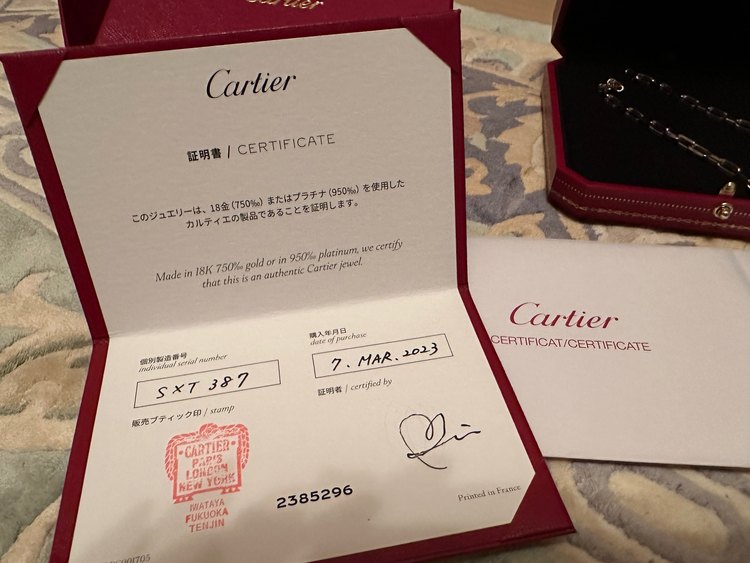 Cartier
Cartier
証明書 / CERTIFICATE
このジュエリーは、18金(750‰)またはプラチナ(950‰)を使用した
カルティエの製品であることを証明します。
Made in 18K 750‰ gold or in 950‰ platinum, we certify
that this is an authentic Cartier jewel.
個別製造番号
individual serial number
SXT 387
購入年月日
date of purchase
7. MAR. 2023
販売ブティック印 / stamp
証明者 / certified by
CARTIER
PARIS
LONDON
NEW YORK
IWATAYA
FUKUOKA
TENJIN
2385296
Printed in France
Cartier
CERTIFICAT/CERTIFICATE